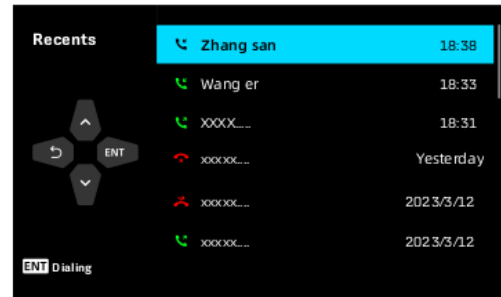 Recents
Zhang san 18:38
Wang er 18:33
XXXX..... 18:31
ENT
xxxxx.... Yesterday
xxxxx.... 2023/3/12
xxxxx.... 2023/3/12
ENT Dialing